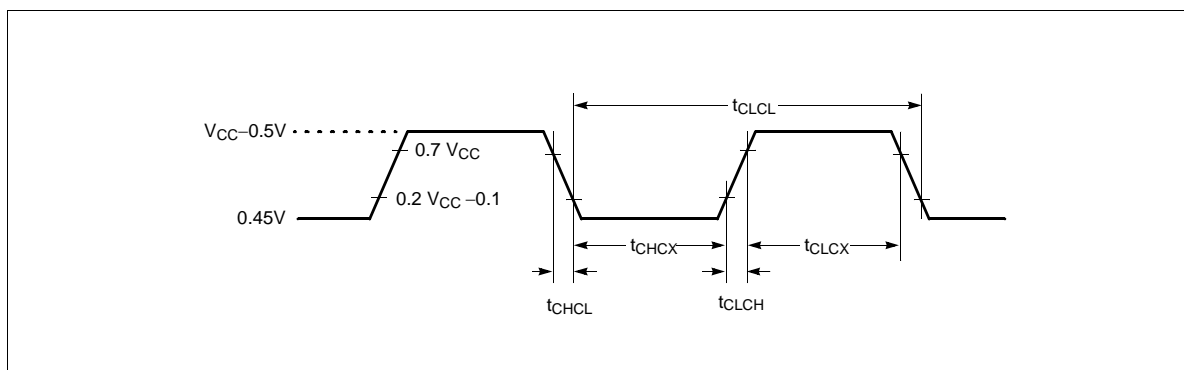 tCLCL
VCC–0.5V
0.7 VCC
0.2 VCC –0.1
0.45V
tCHCX
tCLCX
tCHCL
tCLCH